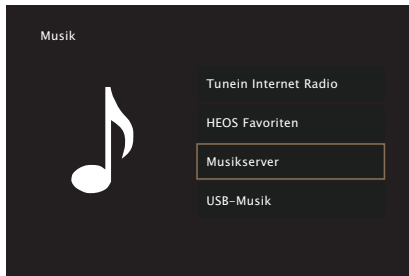 Musik
Tunein Internet Radio
HEOS Favoriten
Musikserver
USB-Musik